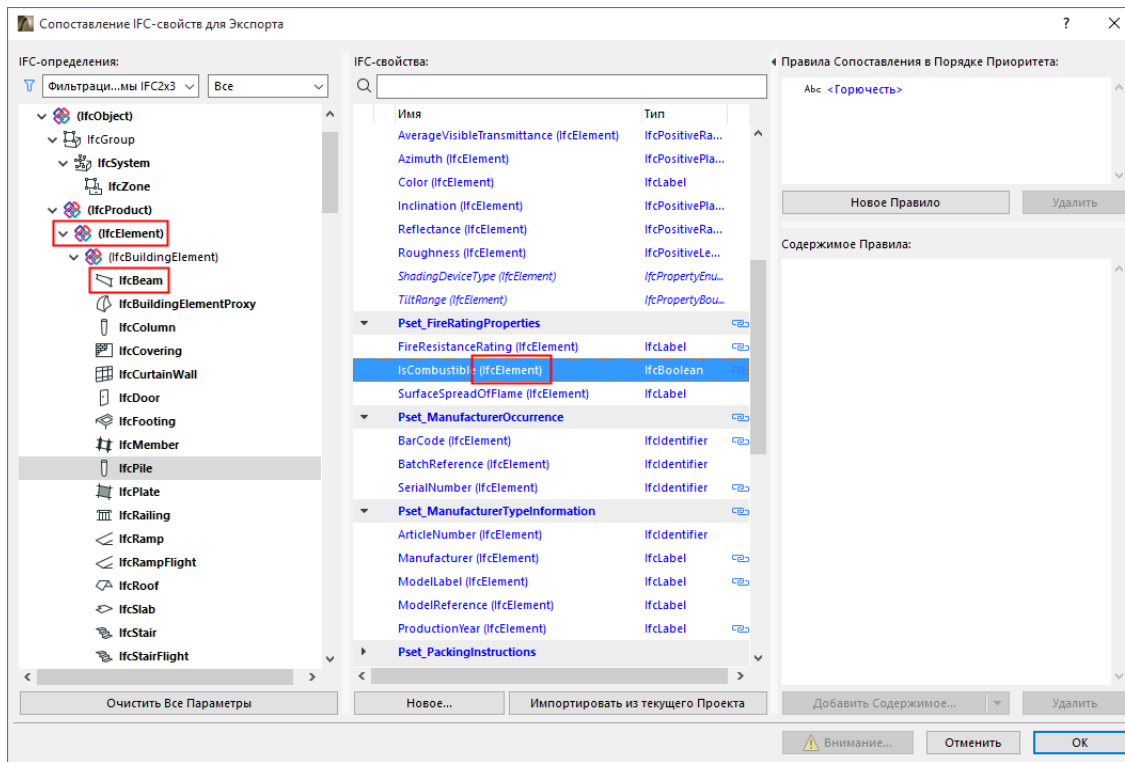 Сопоставление IFC-свойств для Экспорта
IFC-определения:
Фильтраци...мы IFC2x3
Все
(IfcObject)
IfcGroup
IfcSystem
IfcZone
(IfcProduct)
(IfcElement)
(IfcBuildingElement)
IfcBeam
IfcBuildingElementProxy
IfcColumn
IfcCovering
IfcCurtainWall
IfcDoor
IfcFooting
IfcMember
IfcPile
IfcPlate
IfcRailing
IfcRamp
IfcRampFlight
IfcRoof
IfcSlab
IfcStair
IfcStairFlight
Очистить Все Параметры
IFC-свойства:
Имя Тип
AverageVisibleTransmittance (IfcElement) IfcPositiveRa...
Azimuth (IfcElement) IfcPositivePla...
Color (IfcElement) IfcLabel
Inclination (IfcElement) IfcPositivePla...
Reflectance (IfcElement) IfcPositiveRa...
Roughness (IfcElement) IfcPositiveLe...
ShadingDeviceType (IfcElement) IfcPropertyEnu...
TiltRange (IfcElement) IfcPropertyBou...
Pset_FireRatingProperties
FireResistanceRating (IfcElement) IfcLabel
IsCombustible (IfcElement) IfcBoolean
SurfaceSpreadOfFlame (IfcElement) IfcLabel
Pset_ManufacturerOccurrence
BarCode (IfcElement) IfcIdentifier
BatchReference (IfcElement) IfcIdentifier
SerialNumber (IfcElement) IfcIdentifier
Pset_ManufacturerTypeInformation
ArticleNumber (IfcElement) IfcIdentifier
Manufacturer (IfcElement) IfcLabel
ModelLabel (IfcElement) IfcLabel
ModelReference (IfcElement) IfcLabel
ProductionYear (IfcElement) IfcLabel
Pset_PackingInstructions
Новое...
Импортировать из текущего Проекта
Правила Сопоставления в Порядке Приоритета:
Abc <Горючесть>
Новое Правило
Удалить
Содержимое Правила:
Добавить Содержимое...
Удалить
Внимание...
Отменить
OK